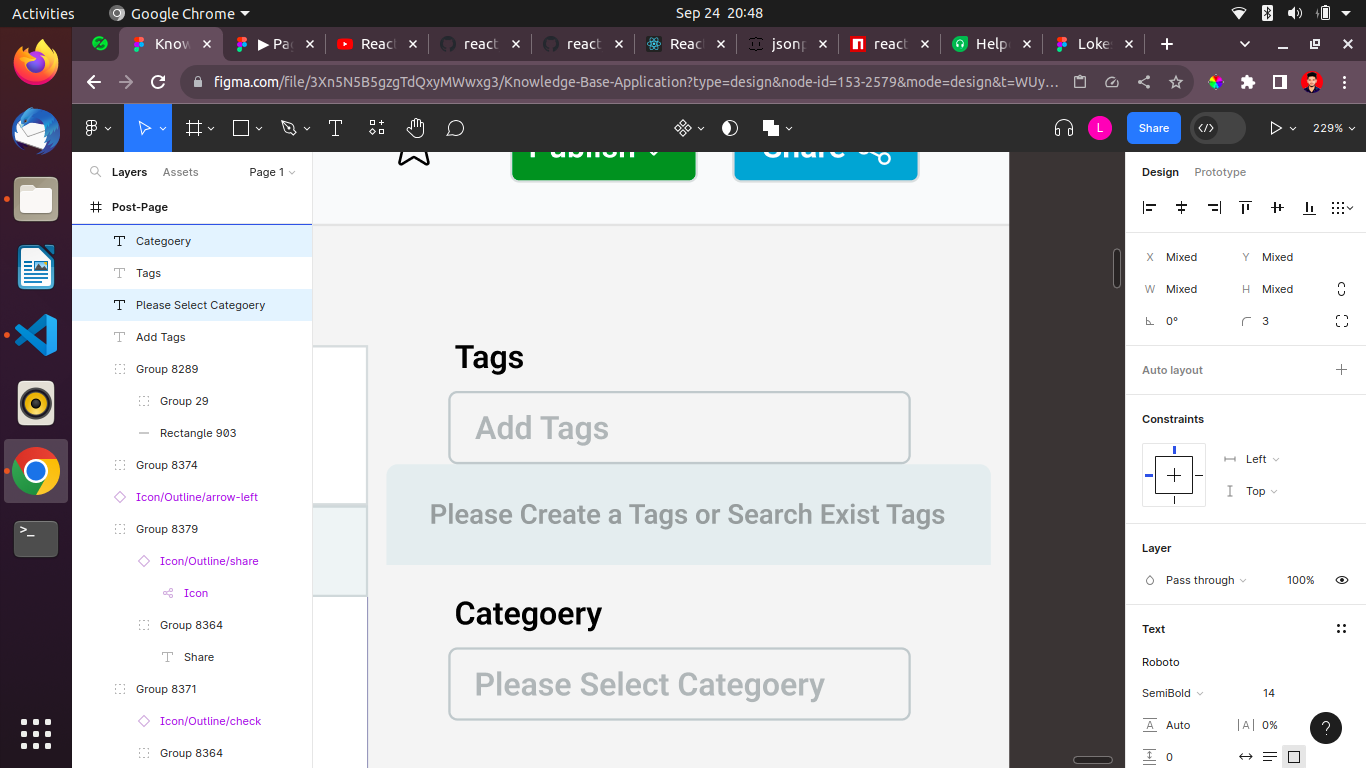 Activities
Google Chrome
Sep 24 20:48
Know
▶ Pa
React
react
react
React
jsonp
react
Help
Loke
figma.com/file/3Xn5N5B5gzgTdQxyMWwxg3/Knowledge-Base-Application?type=design&node-id=153-2579&mode=design&t=WUy…
Share
229%
Layers
Assets
Page 1
Post-Page
Categoery
Tags
Please Select Categoery
Add Tags
Group 8289
Group 29
Rectangle 903
Group 8374
Icon/Outline/arrow-left
Group 8379
Icon/Outline/share
Icon
Group 8364
Share
Group 8371
Icon/Outline/check
Group 8364
Publish
Share
Tags
Add Tags
Please Create a Tags or Search Exist Tags
Categoery
Please Select Categoery
Design
Prototype
X Mixed
Y Mixed
W Mixed
H Mixed
0°
3
Auto layout
Constraints
Left
Top
Layer
Pass through
100%
Text
Roboto
SemiBold
14
Auto
|A| 0%
0
?